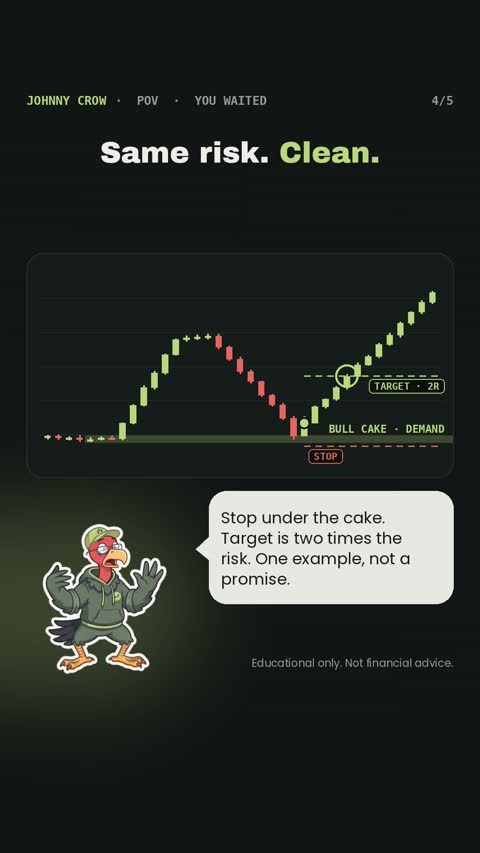 JOHNNY CROW · POV · YOU WAITED
4/5
Same risk. Clean.
TARGET · 2R
BULL CAKE · DEMAND
STOP
Stop under the cake.
Target is two times the
risk. One example, not a
promise.
Educational only. Not financial advice.